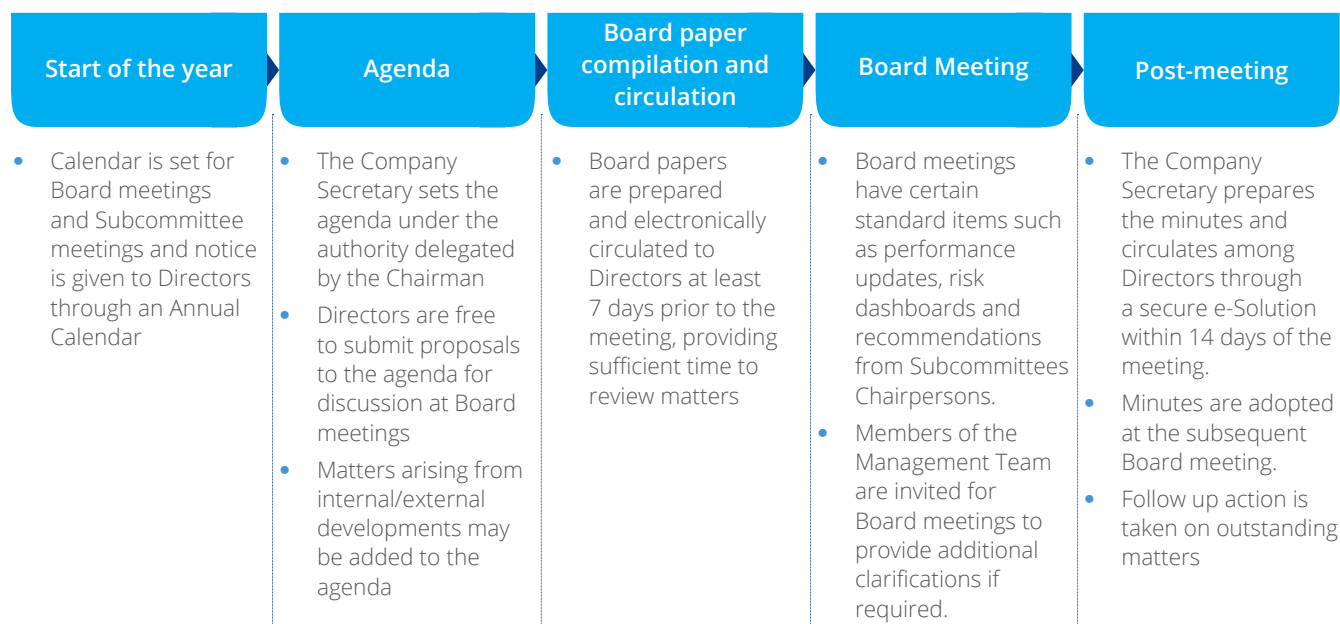 Start of the year
Agenda
Board paper
compilation and
circulation
Board Meeting
Post-meeting
• Calendar is set for
Board meetings
and Subcommittee
meetings and notice
is given to Directors
through an Annual
Calendar
• The Company
Secretary sets the
agenda under the
authority delegated
by the Chairman
• Directors are free
to submit proposals
to the agenda for
discussion at Board
meetings
• Matters arising from
internal/external
developments may
be added to the
agenda
• Board papers
are prepared
and electronically
circulated to
Directors at least
7 days prior to the
meeting, providing
sufficient time to
review matters
• Board meetings
have certain
standard items such
as performance
updates, risk
dashboards and
recommendations
from Subcommittees
Chairpersons.
• Members of the
Management Team
are invited for
Board meetings to
provide additional
clarifications if
required.
• The Company
Secretary prepares
the minutes and
circulates among
Directors through
a secure e-Solution
within 14 days of the
meeting.
• Minutes are adopted
at the subsequent
Board meeting.
• Follow up action is
taken on outstanding
matters